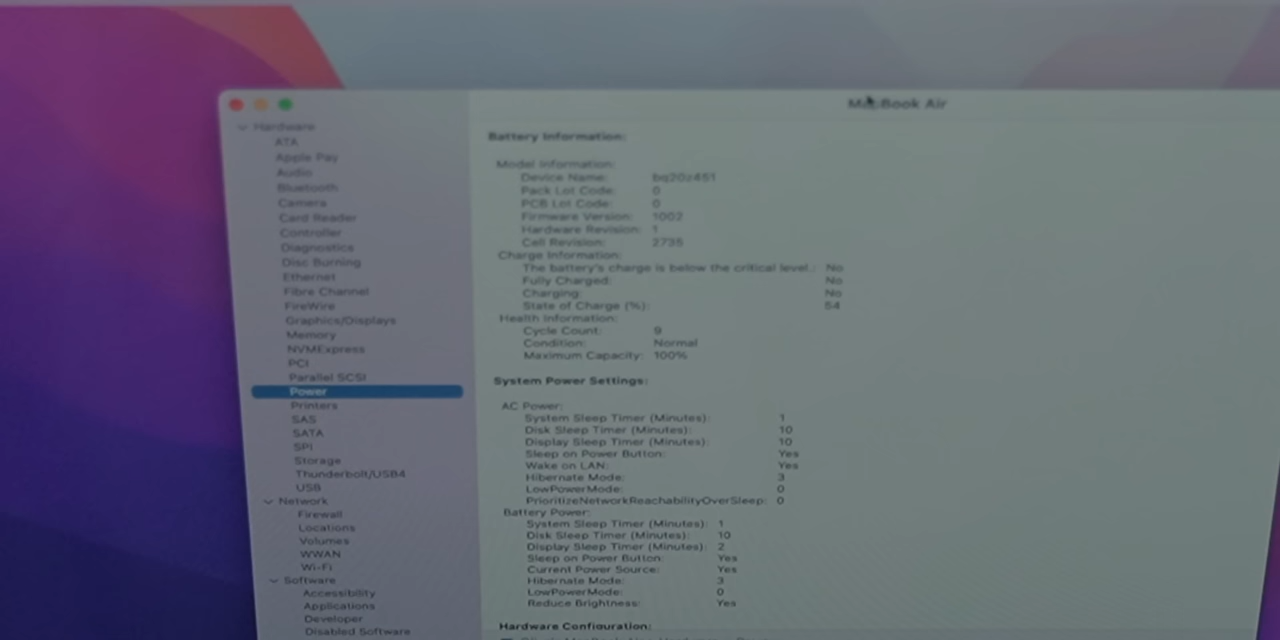 MacBook Air
Hardware
ATA
Apple Pay
Audio
Bluetooth
Camera
Card Reader
Controller
Diagnostics
Disc Burning
Ethernet
Fibre Channel
FireWire
Graphics/Displays
Memory
NVMExpress
PCI
Parallel SCSI
Power
Printers
SAS
SATA
SPI
Storage
Thunderbolt/USB4
USB
Network
Firewall
Locations
Volumes
WWAN
Wi-Fi
Software
Accessibility
Applications
Developer
Disabled Software
Battery Information:
Model Information:
Device Name: bq20z451
Pack Lot Code: 0
PCB Lot Code: 0
Firmware Version: 1002
Hardware Revision: 1
Cell Revision: 2735
Charge Information:
The battery's charge is below the critical level.: No
Fully Charged: No
Charging: No
State of Charge (%): 54
Health Information:
Cycle Count: 9
Condition: Normal
Maximum Capacity: 100%
System Power Settings:
AC Power:
System Sleep Timer (Minutes): 1
Disk Sleep Timer (Minutes): 10
Display Sleep Timer (Minutes): 10
Sleep on Power Button: Yes
Wake on LAN: Yes
Hibernate Mode: 3
LowPowerMode: 0
PrioritizeNetworkReachabilityOverSleep: 0
Battery Power:
System Sleep Timer (Minutes): 1
Disk Sleep Timer (Minutes): 10
Display Sleep Timer (Minutes): 2
Sleep on Power Button: Yes
Current Power Source: Yes
Hibernate Mode: 3
LowPowerMode: 0
Reduce Brightness: Yes
Hardware Configuration: